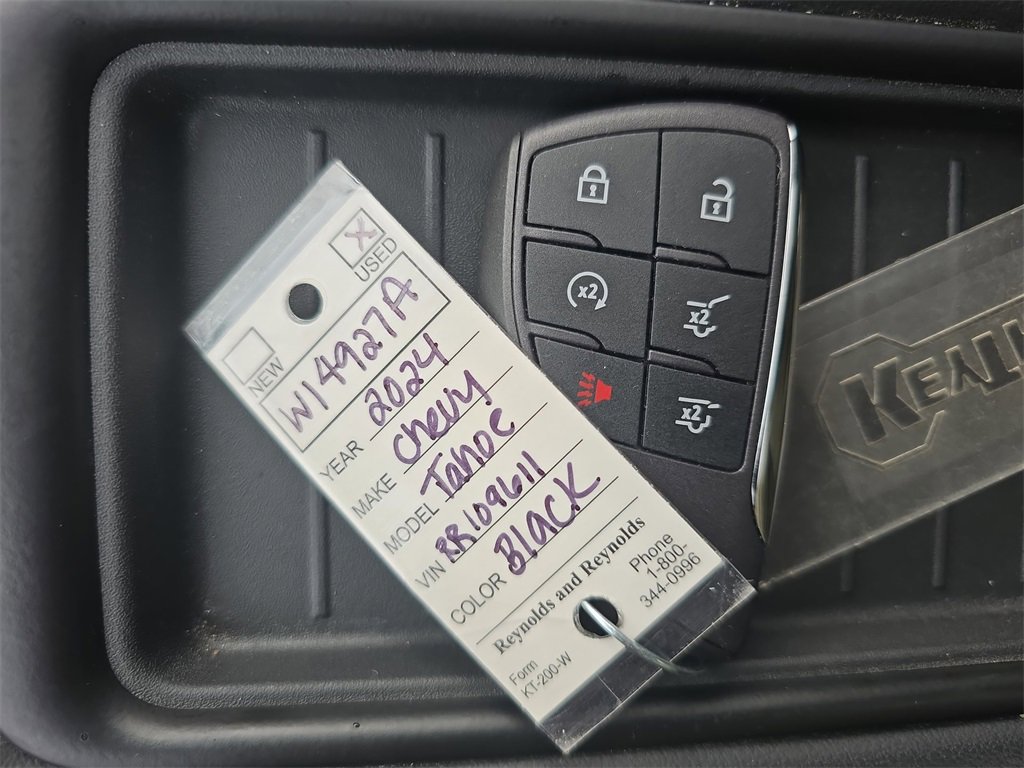 USED
NEW
W14927A
YEAR 2024
MAKE Chevy
MODEL Tahoe
VIN RR109611
COLOR Black
Reynolds and Reynolds
Form
KT-200-W
Phone
1-800-
344-0996
x2
x2
x2